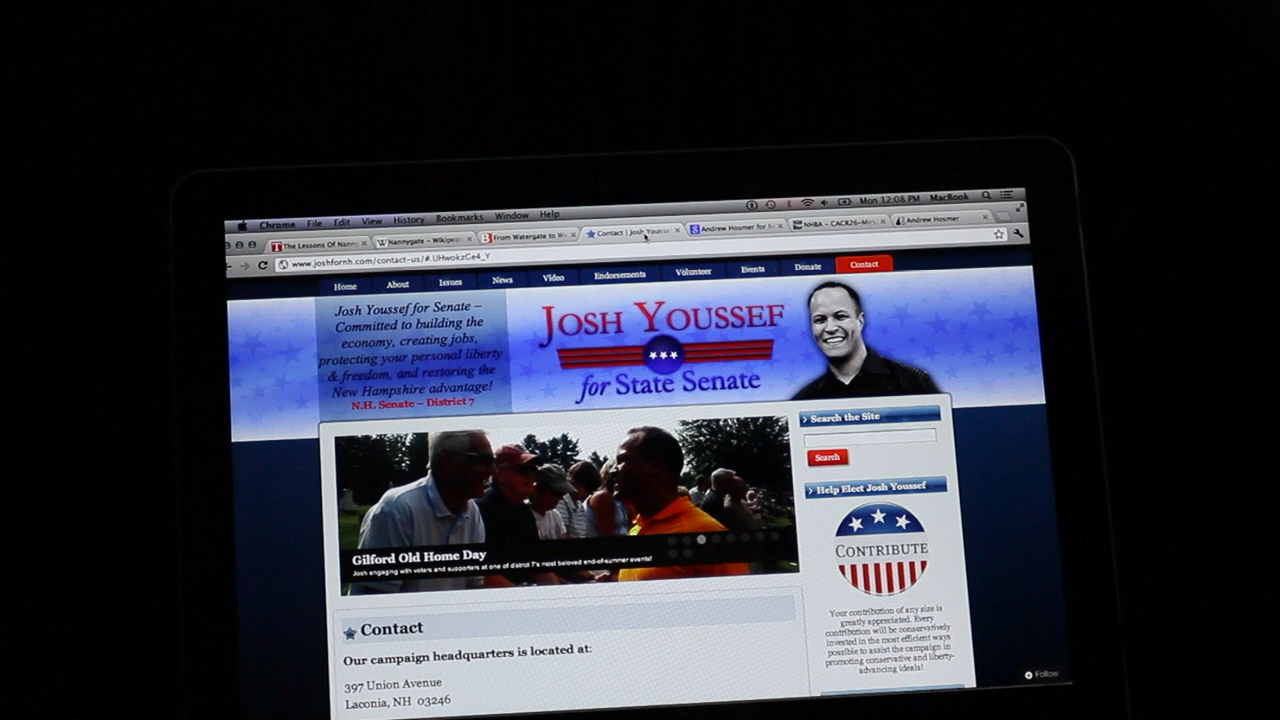 Chrome File Edit View History Bookmarks Window Help Mon 12:08 PM MacBook
The Lessons Of Nann
Nannygate – Wikiped
From Watergate to W
Contact | Josh Yousse
Andrew Hosmer for N
NHBA – CACR26–Mi
Andrew Hosmer
www.joshfornh.com/contact-us/#.UHwokzGe4_Y
Home About Issues News Video Endorsements Volunteer Events Donate Contact
Josh Youssef for Senate –
Committed to building the
economy, creating jobs,
protecting your personal liberty
& freedom, and restoring the
New Hampshire advantage!
N.H. Senate – District 7
JOSH YOUSSEF
for State Senate
Search the Site
Search
Help Elect Josh Youssef
CONTRIBUTE
Your contribution of any size is
greatly appreciated. Every
contribution will be conservatively
invested in the most efficient ways
possible to assist the campaign in
promoting conservative and liberty-
advancing ideals!
Gilford Old Home Day
Josh engaging with voters and supporters at one of district 7's most beloved end-of-summer events!
Contact
Our campaign headquarters is located at:
397 Union Avenue
Laconia, NH 03246
Follow